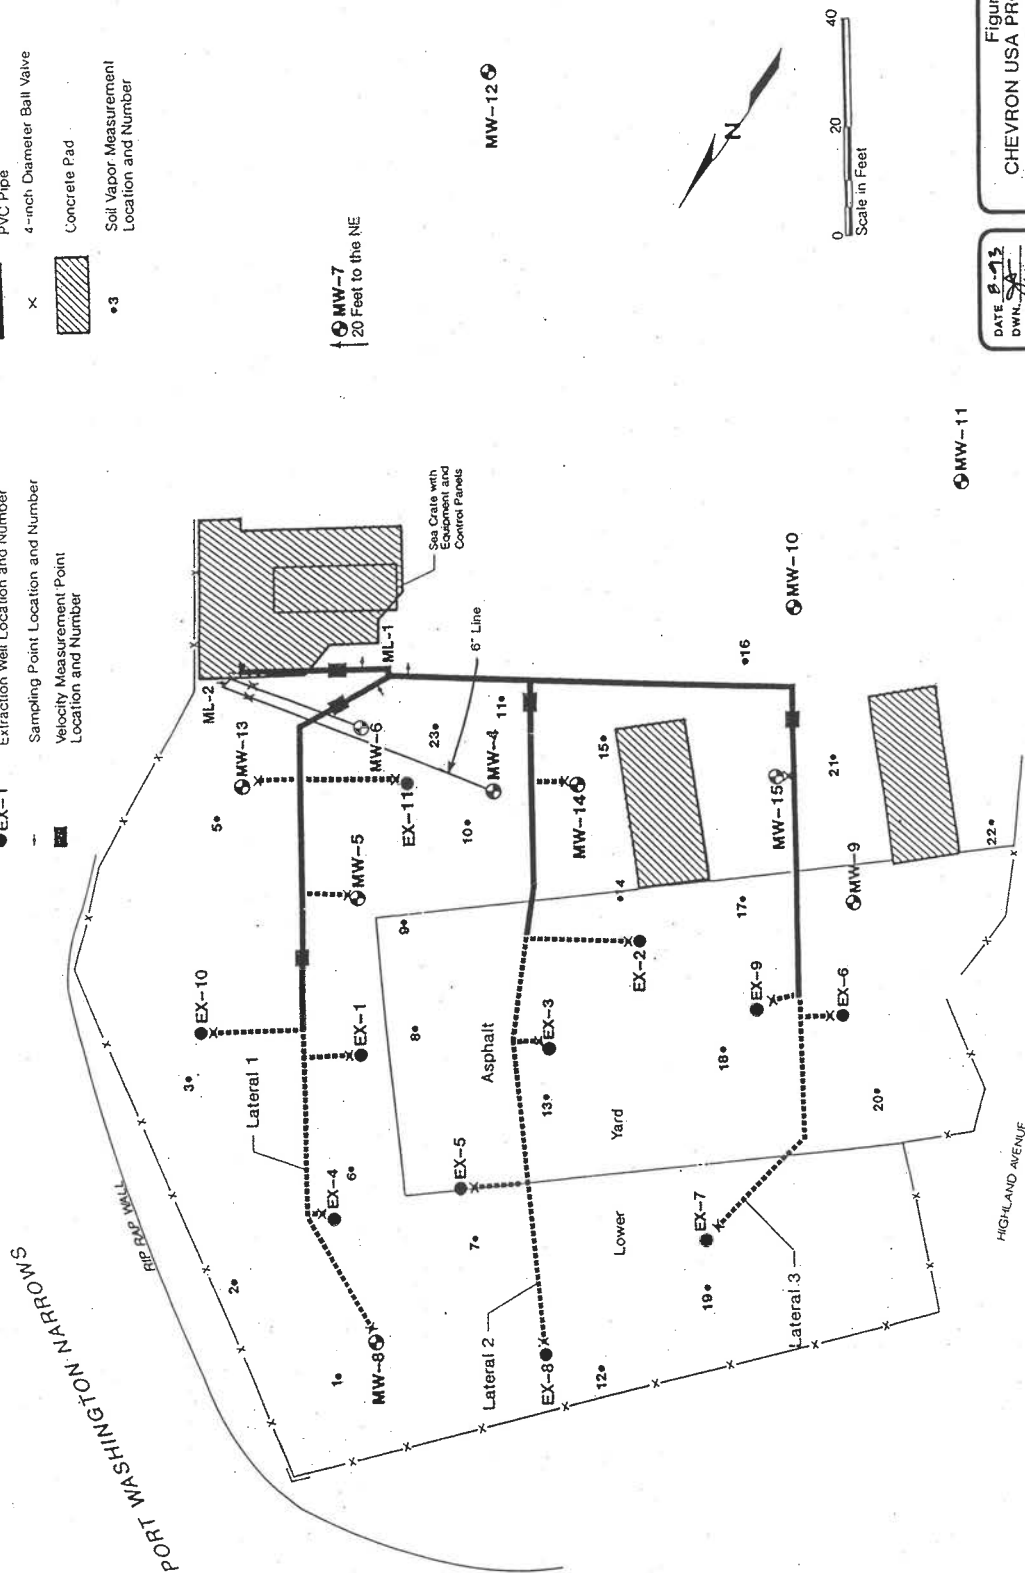 EX-1
Extraction Well Location and Number
Sampling Point Location and Number
Velocity Measurement Point
Location and Number
PVC Pipe
4-inch Diameter Ball Valve
Concrete Pad
•3
Soil Vapor Measurement
Location and Number
PORT WASHINGTON NARROWS
RIP RAP WALL
ML-2
ML-1
MW-13
MW-6
6" Line
Sea Crate with
Equipment and
Control Panels
MW-7
20 Feet to the NE
MW-12
N
0 20 40
Scale in Feet
5•
EX-11
23•
MW-4
10•
11•
MW-5
9•
EX-10
3•
EX-1
8•
Lateral 1
EX-4
6•
2•
1•
MW-8
EX-5
7•
Lateral 2
EX-8
12•
Asphalt
Yard
Lower
EX-3
13•
EX-2
MW-14
15•
•14
•16
MW-10
MW-11
MW-15
21•
MW-9
17•
22•
EX-9
EX-6
18•
20•
EX-7
19•
Lateral 3
HIGHLAND AVENUE
DATE 8-93
DWN.
Figur
CHEVRON USA PR